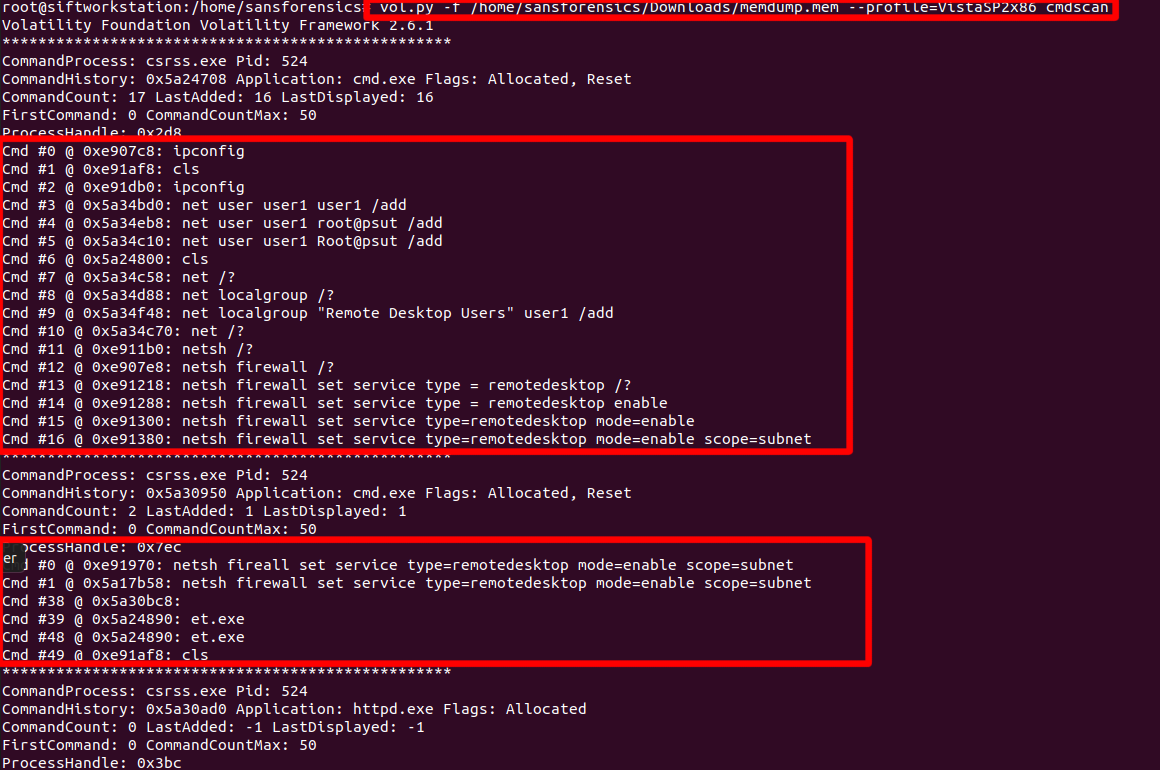 root@siftworkstation:/home/sansforensics# vol.py -f /home/sansforensics/Downloads/memdump.mem --profile=VistaSP2x86 cmdscan
Volatility Foundation Volatility Framework 2.6.1
**************************************************
CommandProcess: csrss.exe Pid: 524
CommandHistory: 0x5a24708 Application: cmd.exe Flags: Allocated, Reset
CommandCount: 17 LastAdded: 16 LastDisplayed: 16
FirstCommand: 0 CommandCountMax: 50
ProcessHandle: 0x2d8
Cmd #0 @ 0xe907c8: ipconfig
Cmd #1 @ 0xe91af8: cls
Cmd #2 @ 0xe91db0: ipconfig
Cmd #3 @ 0x5a34bd0: net user user1 user1 /add
Cmd #4 @ 0x5a34eb8: net user user1 root@psut /add
Cmd #5 @ 0x5a34c10: net user user1 Root@psut /add
Cmd #6 @ 0x5a24800: cls
Cmd #7 @ 0x5a34c58: net /?
Cmd #8 @ 0x5a34d88: net localgroup /?
Cmd #9 @ 0x5a34f48: net localgroup "Remote Desktop Users" user1 /add
Cmd #10 @ 0x5a34c70: net /?
Cmd #11 @ 0xe911b0: netsh /?
Cmd #12 @ 0xe907e8: netsh firewall /?
Cmd #13 @ 0xe91218: netsh firewall set service type = remotedesktop /?
Cmd #14 @ 0xe91288: netsh firewall set service type = remotedesktop enable
Cmd #15 @ 0xe91300: netsh firewall set service type=remotedesktop mode=enable
Cmd #16 @ 0xe91380: netsh firewall set service type=remotedesktop mode=enable scope=subnet
**************************************************
CommandProcess: csrss.exe Pid: 524
CommandHistory: 0x5a30950 Application: cmd.exe Flags: Allocated, Reset
CommandCount: 2 LastAdded: 1 LastDisplayed: 1
FirstCommand: 0 CommandCountMax: 50
ProcessHandle: 0x7ec
er #0 @ 0xe91970: netsh fireall set service type=remotedesktop mode=enable scope=subnet
Cmd #1 @ 0x5a17b58: netsh firewall set service type=remotedesktop mode=enable scope=subnet
Cmd #38 @ 0x5a30bc8:
Cmd #39 @ 0x5a24890: et.exe
Cmd #48 @ 0x5a24890: et.exe
Cmd #49 @ 0xe91af8: cls
**************************************************
CommandProcess: csrss.exe Pid: 524
CommandHistory: 0x5a30ad0 Application: httpd.exe Flags: Allocated
CommandCount: 0 LastAdded: -1 LastDisplayed: -1
FirstCommand: 0 CommandCountMax: 50
ProcessHandle: 0x3bc